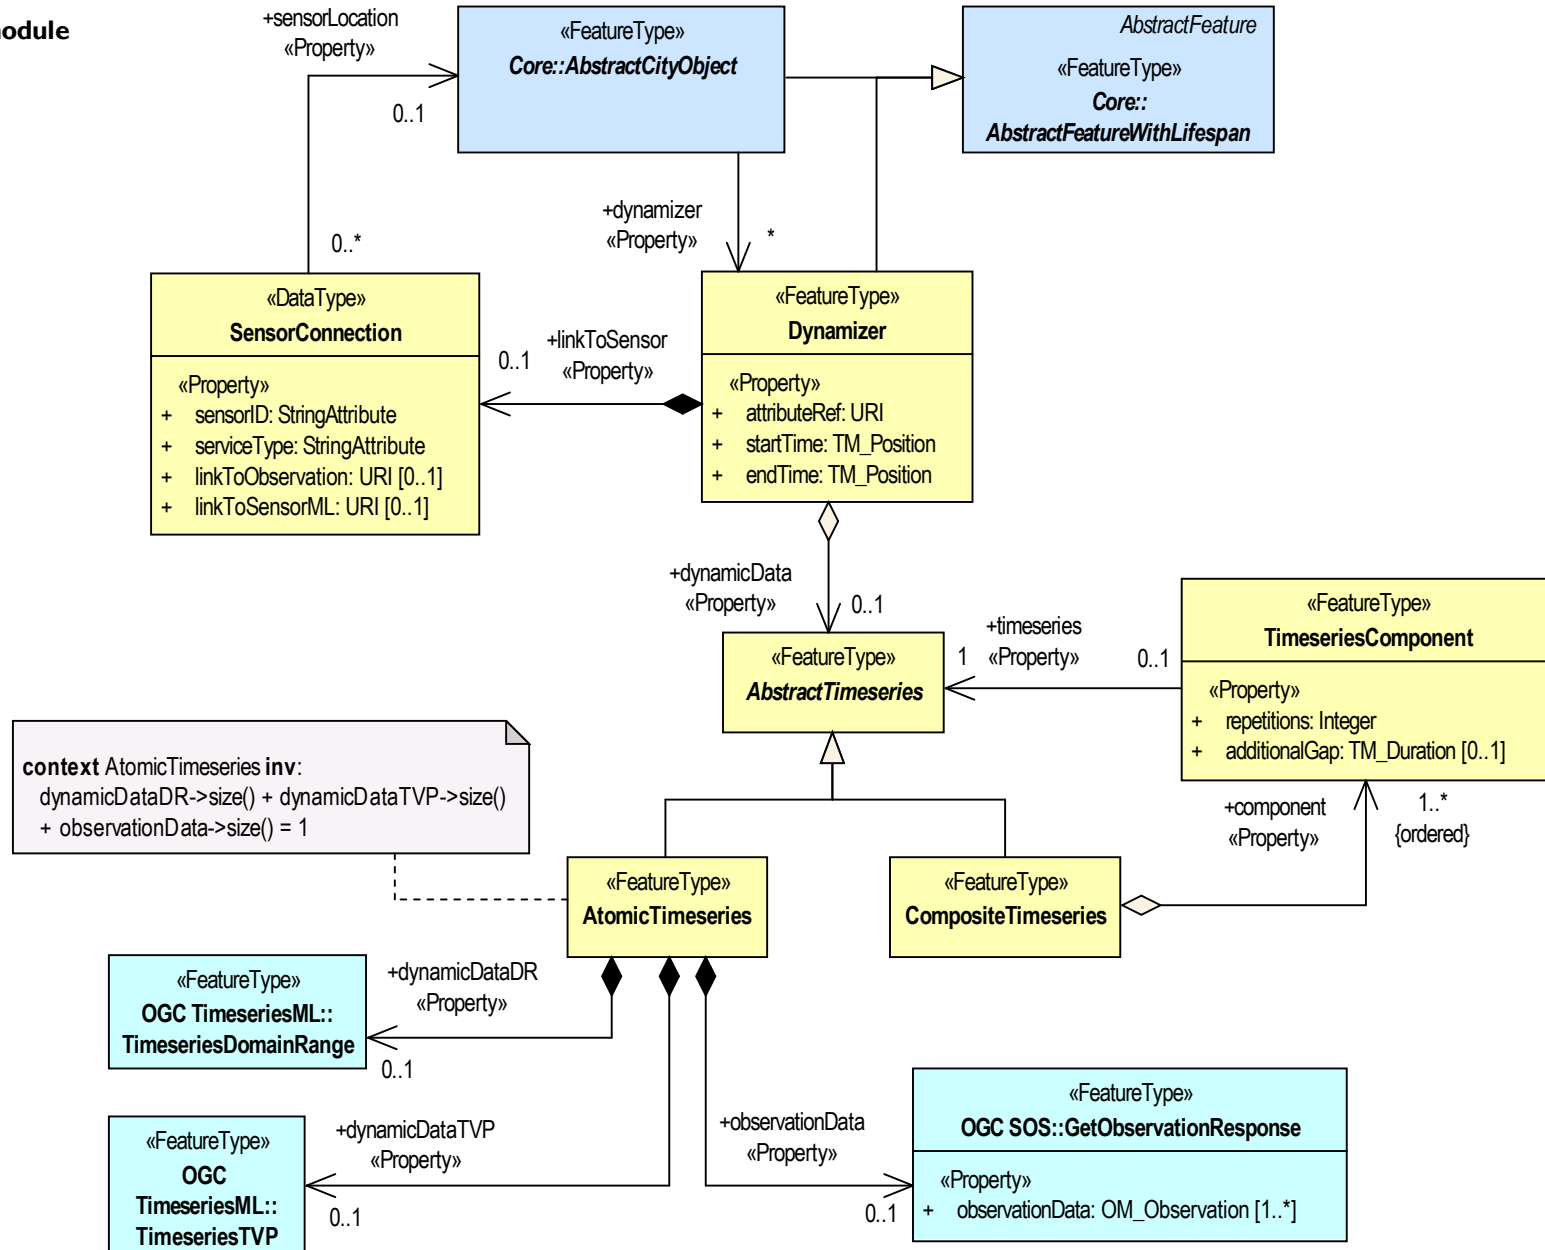 +sensorLocation
«Property»
0..1
0..*
«FeatureType»
Core::AbstractCityObject
AbstractFeature
«FeatureType»
Core::
AbstractFeatureWithLifespan
+dynamizer
«Property»
*
«DataType»
SensorConnection
«Property»
+ sensorID: StringAttribute
+ serviceType: StringAttribute
+ linkToObservation: URI [0..1]
+ linkToSensorML: URI [0..1]
+linkToSensor
«Property»
0..1
«FeatureType»
Dynamizer
«Property»
+ attributeRef: URI
+ startTime: TM_Position
+ endTime: TM_Position
+dynamicData
«Property»
0..1
«FeatureType»
AbstractTimeseries
+timeseries
«Property»
1
0..1
«FeatureType»
TimeseriesComponent
«Property»
+ repetitions: Integer
+ additionalGap: TM_Duration [0..1]
context AtomicTimeseries inv:
dynamicDataDR->size() + dynamicDataTVP->size()
+ observationData->size() = 1
+component
«Property»
1..*
{ordered}
«FeatureType»
AtomicTimeseries
«FeatureType»
CompositeTimeseries
«FeatureType»
OGC TimeseriesML::
TimeseriesDomainRange
+dynamicDataDR
«Property»
0..1
«FeatureType»
OGC
TimeseriesML::
TimeseriesTVP
+dynamicDataTVP
«Property»
0..1
+observationData
«Property»
0..1
«FeatureType»
OGC SOS::GetObservationResponse
«Property»
+ observationData: OM_Observation [1..*]